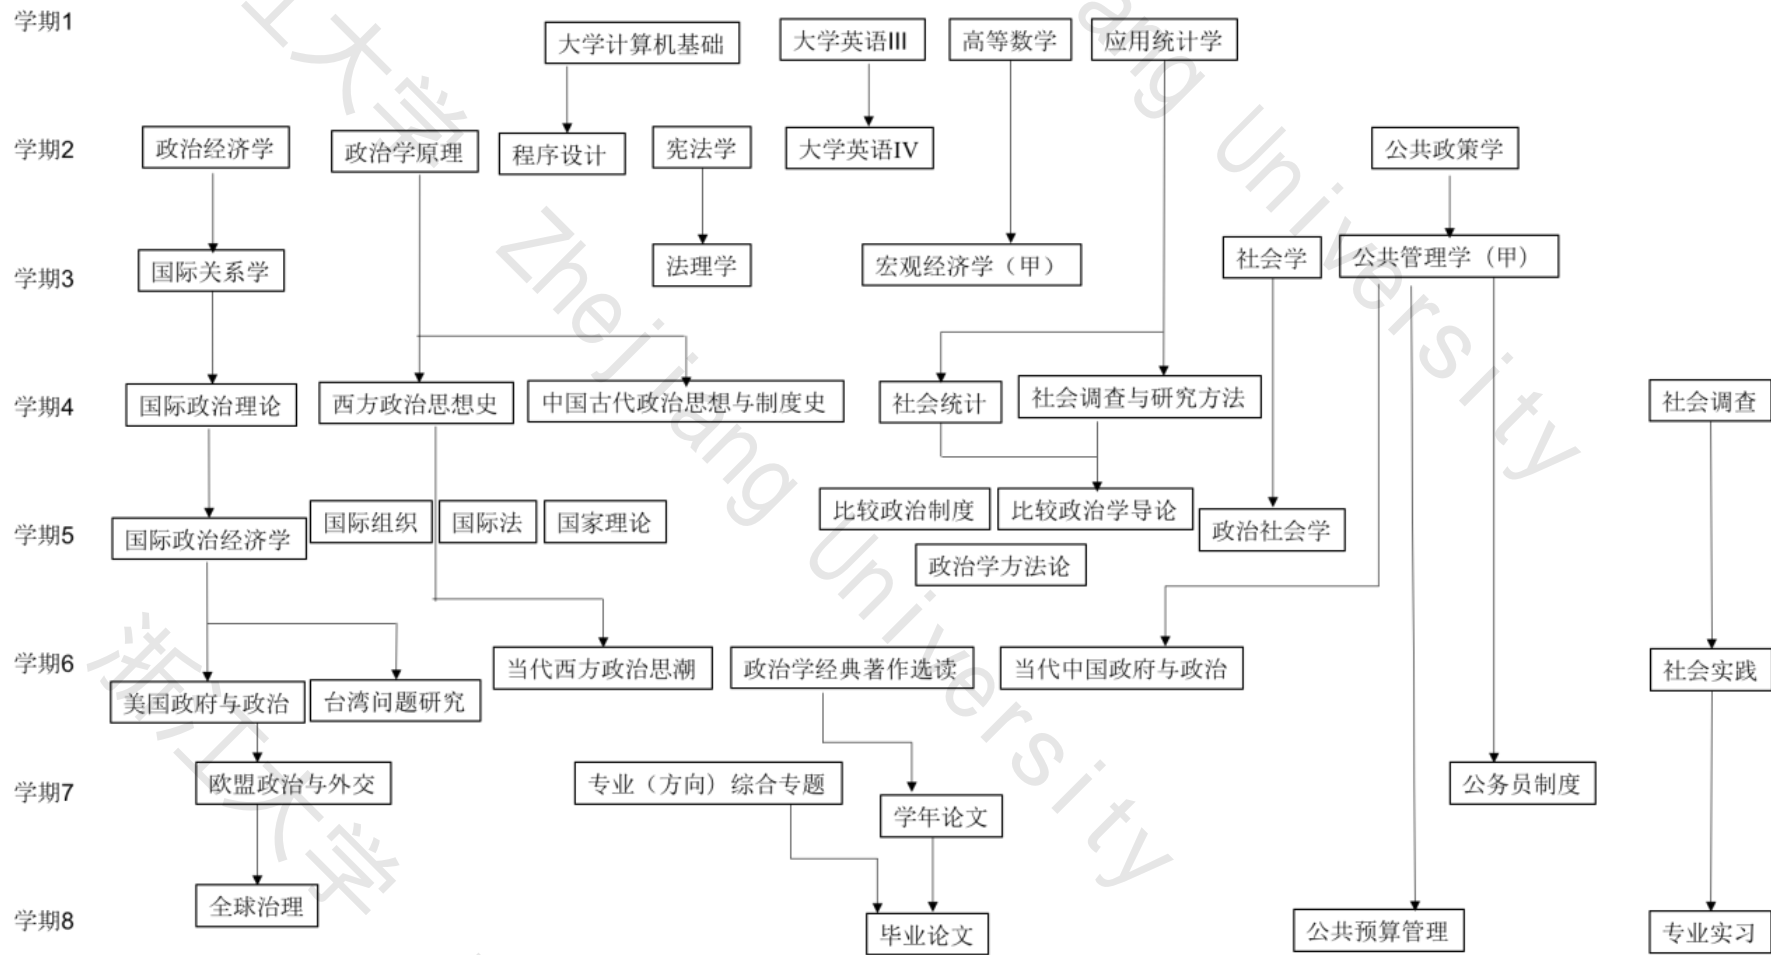 学期1
大学计算机基础
大学英语III
高等数学
应用统计学
学期2
政治经济学
政治学原理
程序设计
宪法学
大学英语IV
公共政策学
学期3
国际关系学
法理学
宏观经济学（甲）
社会学
公共管理学（甲）
学期4
国际政治理论
西方政治思想史
中国古代政治思想与制度史
社会统计
社会调查与研究方法
社会调查
学期5
国际政治经济学
国际组织
国际法
国家理论
比较政治制度
比较政治学导论
政治社会学
政治学方法论
学期6
美国政府与政治
台湾问题研究
当代西方政治思潮
政治学经典著作选读
当代中国政府与政治
社会实践
学期7
欧盟政治与外交
专业（方向）综合专题
学年论文
公务员制度
学期8
全球治理
毕业论文
公共预算管理
专业实习
江大学
Zhejiang University
ang University
浙江大学